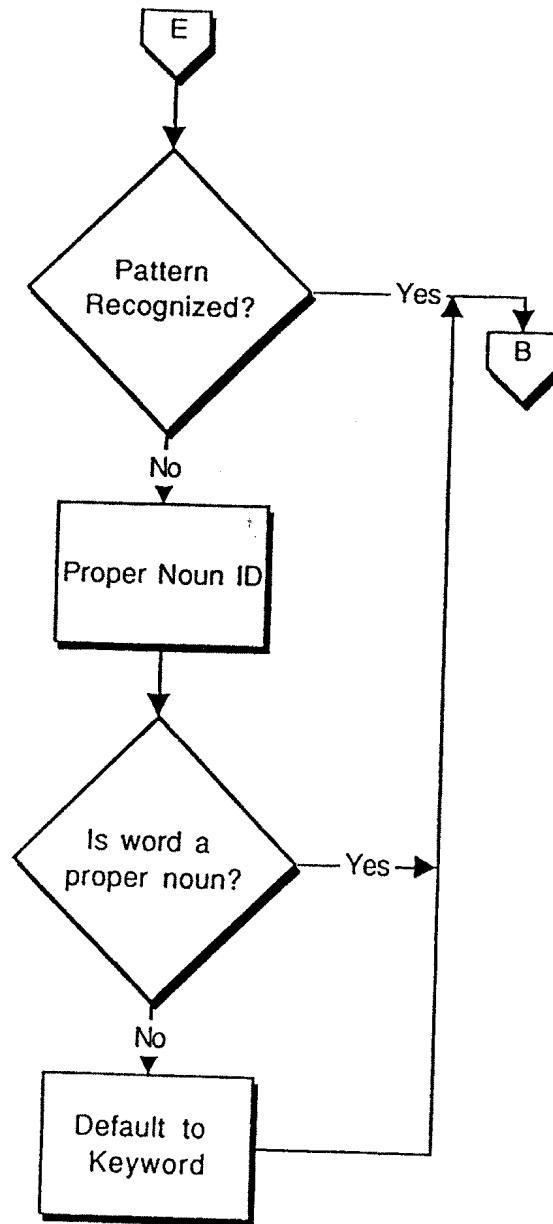 E
Pattern
Recognized?
Yes
B
No
Proper Noun ID
Is word a
proper noun?
Yes
No
Default to
Keyword